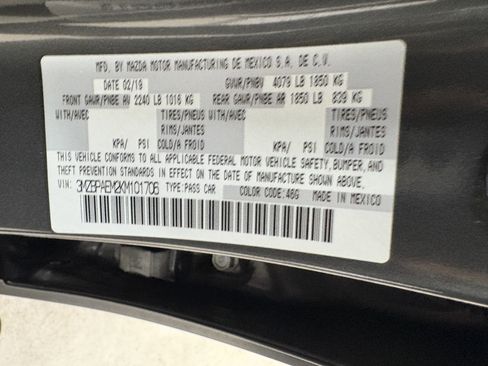 MFD. BY MAZDA MOTOR MANUFACTURING DE MEXICO S.A. DE C.V.
DATE 02/19 GVWR/PNBV 4079 LB 1850 KG
FRONT GAWR/PNBE AV 2240 LB 1016 KG REAR GAWR/PNBE AR 1850 LB 839 KG
WITH/AVEC TIRES/PNEUS WITH/AVEC TIRES/PNEUS
RIMS/JANTES RIMS/JANTES
KPA/ PSI COLD/A FROID KPA/ PSI COLD/A FROID
THIS VEHICLE CONFORMS TO ALL APPLICABLE FEDERAL MOTOR VEHICLE SAFETY, BUMPER, AND
THEFT PREVENTION STANDARDS IN EFFECT ON THE DATE OF MANUFACTURE SHOWN ABOVE.
VIN: 3MZBPAEM2KM101706 TYPE:PASS CAR COLOR CODE:46G MADE IN MEXICO